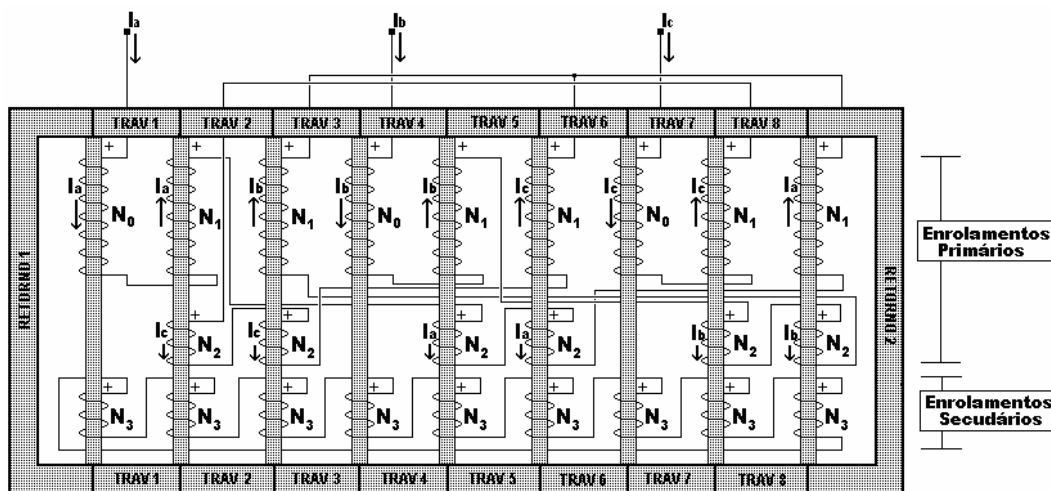 Ia Ib Ic
TRAV 1 TRAV 2 TRAV 3 TRAV 4 TRAV 5 TRAV 6 TRAV 7 TRAV 8
+ + + + + + + + +
Ia Ia Ib Ib Ib Ic Ic Ic Ia
N0 N1 N1 N0 N1 N1 N0 N1 N1
Enrolamentos
Primários
RETORNO 1
RETORNO 2
+ + + + + +
Ic Ic Ia Ia Ib Ib
N2 N2 N2 N2 N2 N2
+ + + + + + + + +
N3 N3 N3 N3 N3 N3 N3 N3 N3
Enrolamentos
Secudários
TRAV 1 TRAV 2 TRAV 3 TRAV 4 TRAV 5 TRAV 6 TRAV 7 TRAV 8